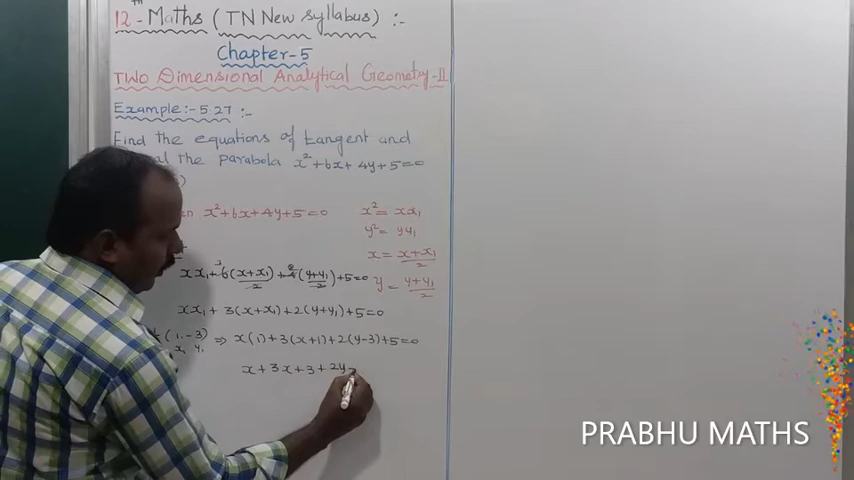 12th - Maths ( TN New syllabus ) :-
Chapter-5
Two Dimensional Analytical Geometry-II
Example:- 5.27 :-
Find the equations of tangent and
the parabola x²+6x+4y+5=0
x²+6x+4y+5=0
x² = xx₁
y² = yy₁
x = x+x₁/2
y = y+y₁/2
xx₁ + 6(x+x₁)/2 + 4(y+y₁)/2 + 5=0
xx₁ + 3(x+x₁)+2(y+y₁)+5=0
(1,-3) ⇒ x(1)+3(x+1)+2(y-3)+5=0
x₁ y₁
x+3x+3+2y
PRABHU MATHS